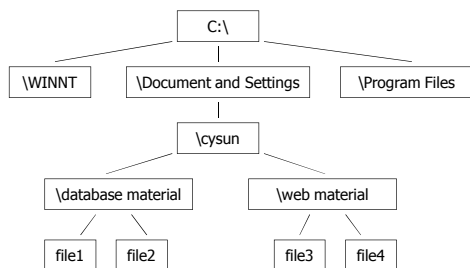 C:\
\WINNT
\Document and Settings
\Program Files
\cysun
\database material
\web material
file1
file2
file3
file4